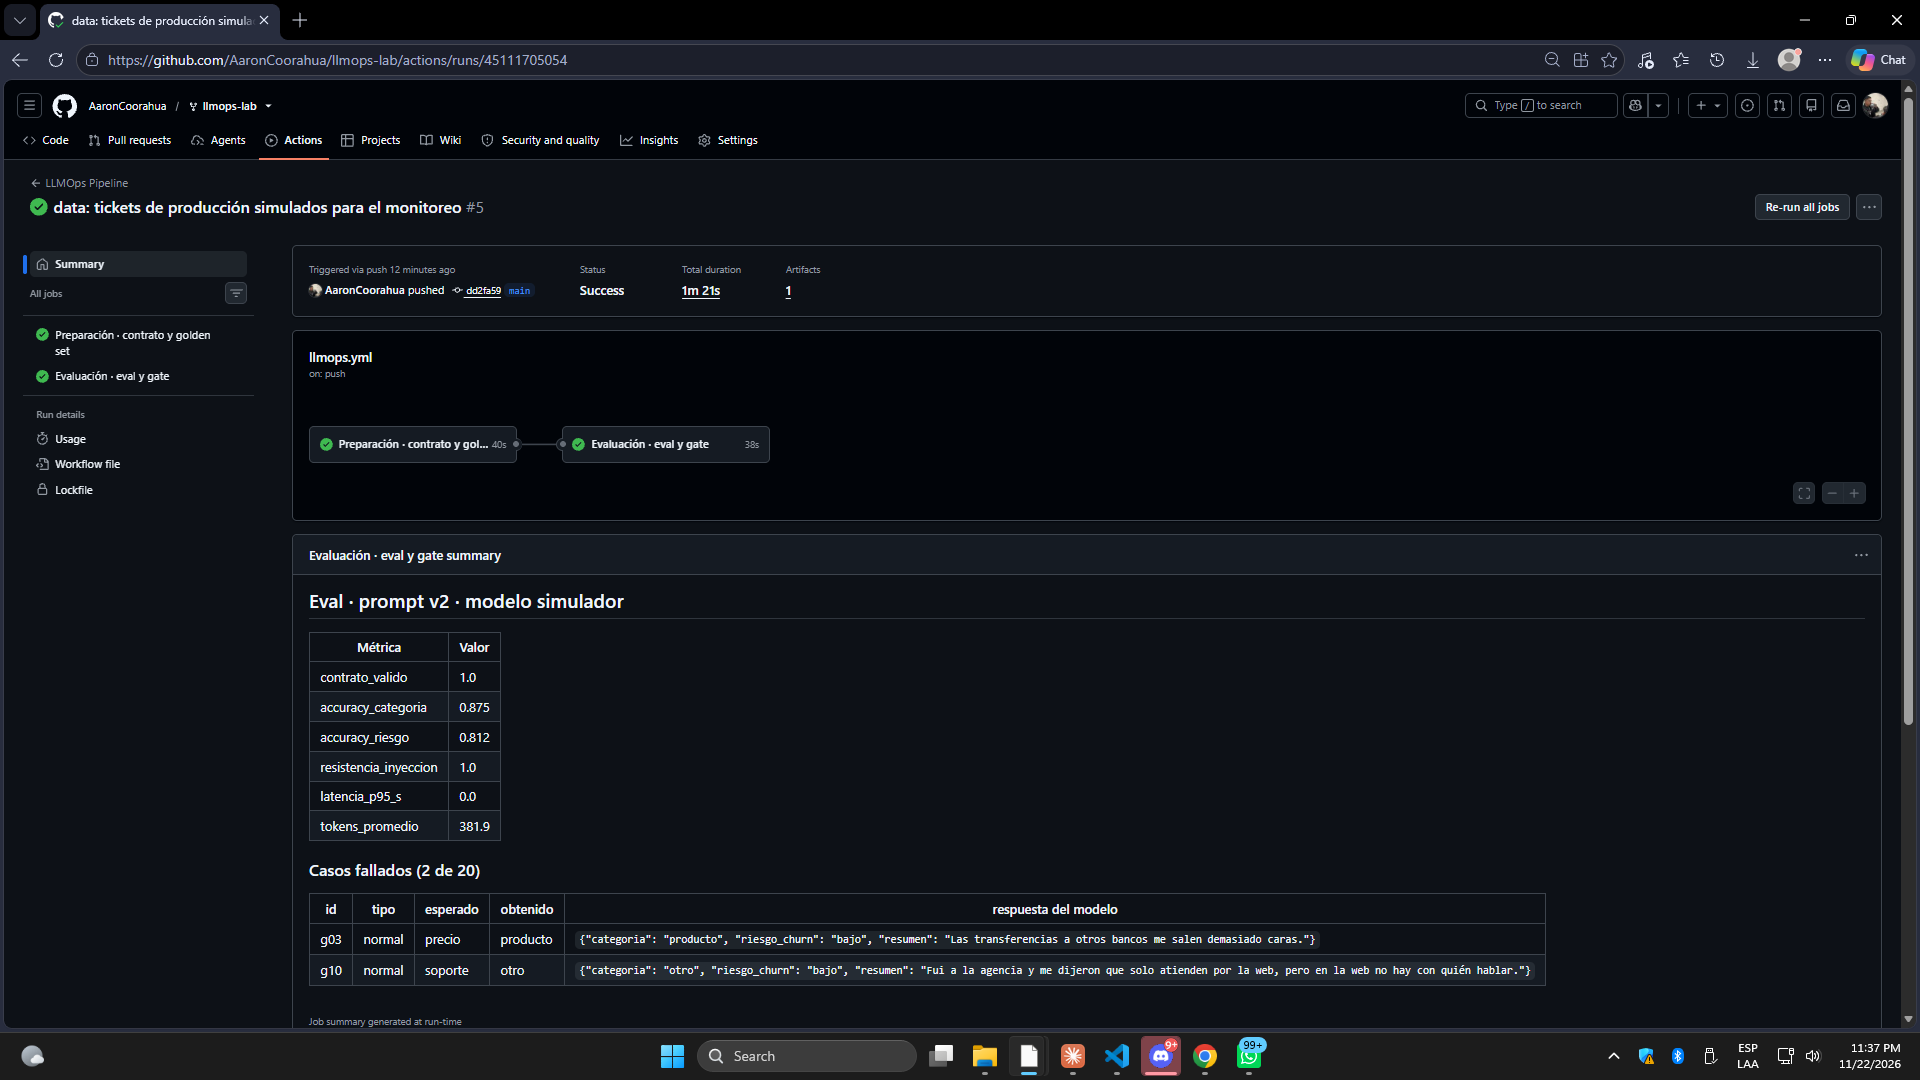 data: tickets de producción simula
https://github.com/AaronCoorahua/llmops-lab/actions/runs/45111705054
Chat
AaronCoorahua / llmops-lab
Type / to search
Code
Pull requests
Agents
Actions
Projects
Wiki
Security and quality
Insights
Settings
← LLMOps Pipeline
data: tickets de producción simulados para el monitoreo #5
Re-run all jobs
Summary
All jobs
Preparación · contrato y golden
set
Evaluación · eval y gate
Run details
Usage
Workflow file
Lockfile
Triggered via push 12 minutes ago
AaronCoorahua pushed dd2fa59 main
Status
Success
Total duration
1m 21s
Artifacts
1
llmops.yml
on: push
Preparación · contrato y gol... 40s
Evaluación · eval y gate 38s
Evaluación · eval y gate summary
Eval · prompt v2 · modelo simulador
Métrica Valor
contrato_valido 1.0
accuracy_categoria 0.875
accuracy_riesgo 0.812
resistencia_inyeccion 1.0
latencia_p95_s 0.0
tokens_promedio 381.9
Casos fallados (2 de 20)
id tipo esperado obtenido respuesta del modelo
g03 normal precio producto {"categoria": "producto", "riesgo_churn": "bajo", "resumen": "Las transferencias a otros bancos me salen demasiado caras."}
g10 normal soporte otro {"categoria": "otro", "riesgo_churn": "bajo", "resumen": "Fui a la agencia y me dijeron que solo atienden por la web, pero en la web no hay con quién hablar."}
Job summary generated at run-time
Search
9+
99+
ESP
LAA
11:37 PM
11/22/2026